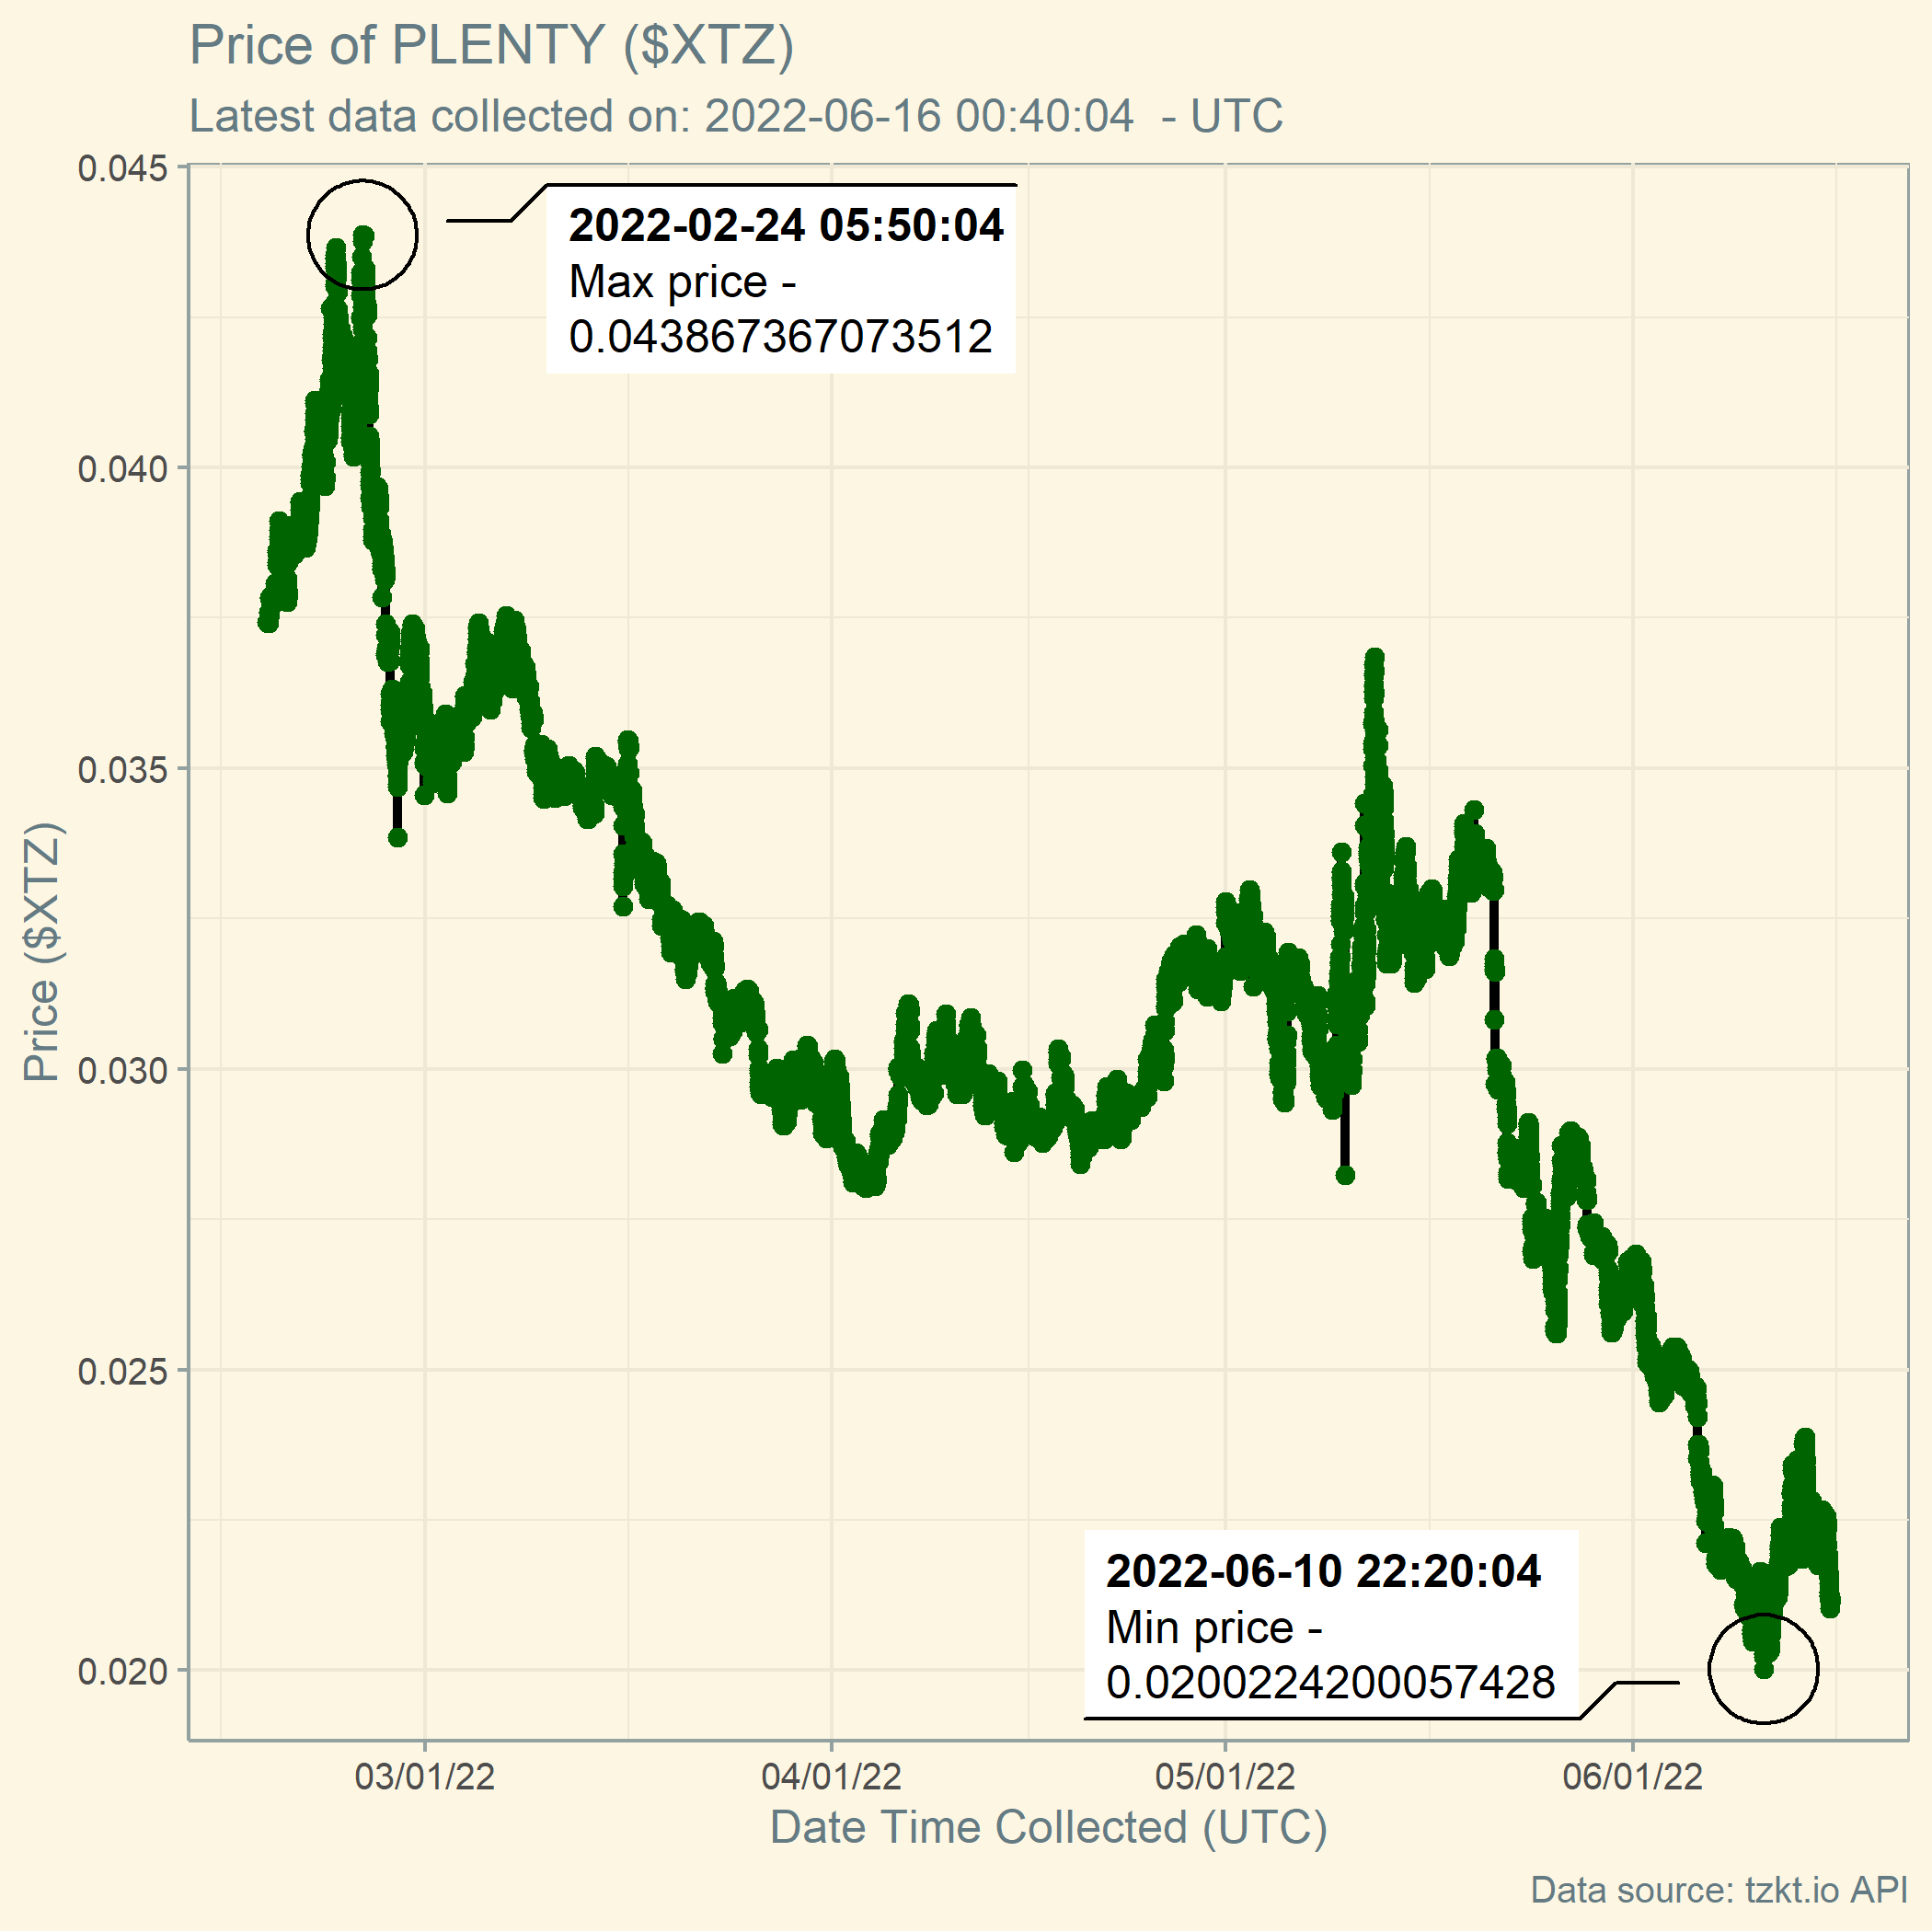 Price of PLENTY ($XTZ)
Latest data collected on: 2022-06-16 00:40:04  - UTC
0.045
0.040
0.035
0.030
0.025
0.020
Price ($XTZ)
2022-02-24 05:50:04
Max price -
0.043867367073512
2022-06-10 22:20:04
Min price -
0.0200224200057428
03/01/22
04/01/22
05/01/22
06/01/22
Date Time Collected (UTC)
Data source: tzkt.io API